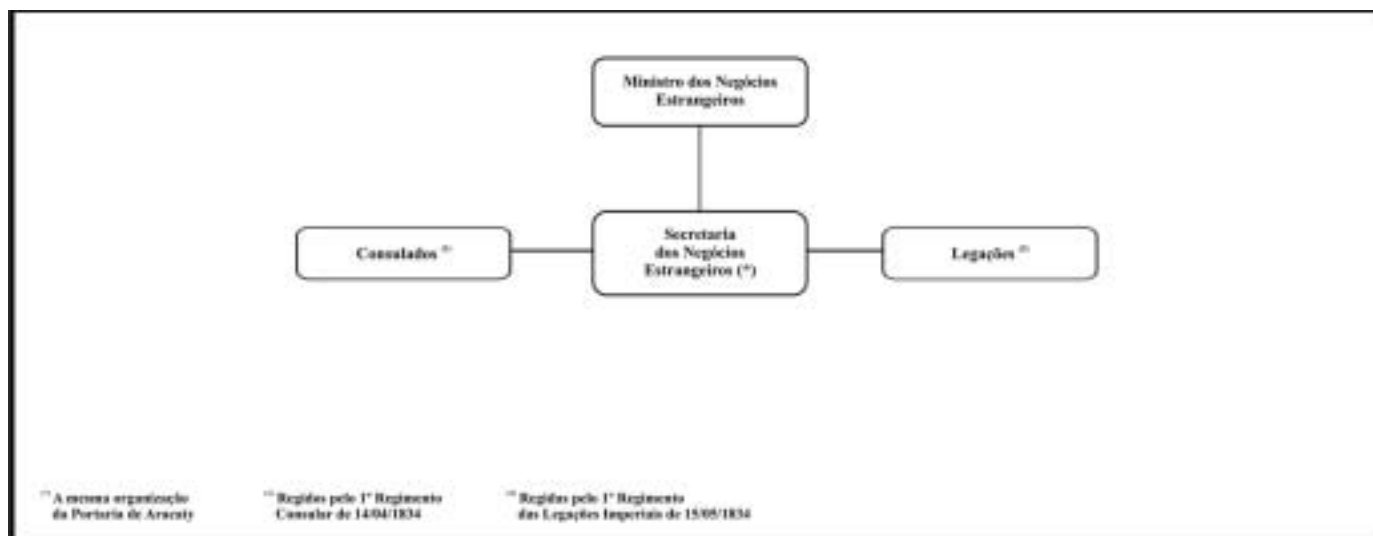 Ministro dos Negócios
Estrangeiros
Secretaria
dos Negócios
Estrangeiros (*)
Consulados
Legações
A mesma organização
da Portaria de Aracaty
Regidos pelo 1º Regimento
Consular de 14/04/1834
Regidas pelo 1º Regimento
das Legações Imperiais de 15/05/1834